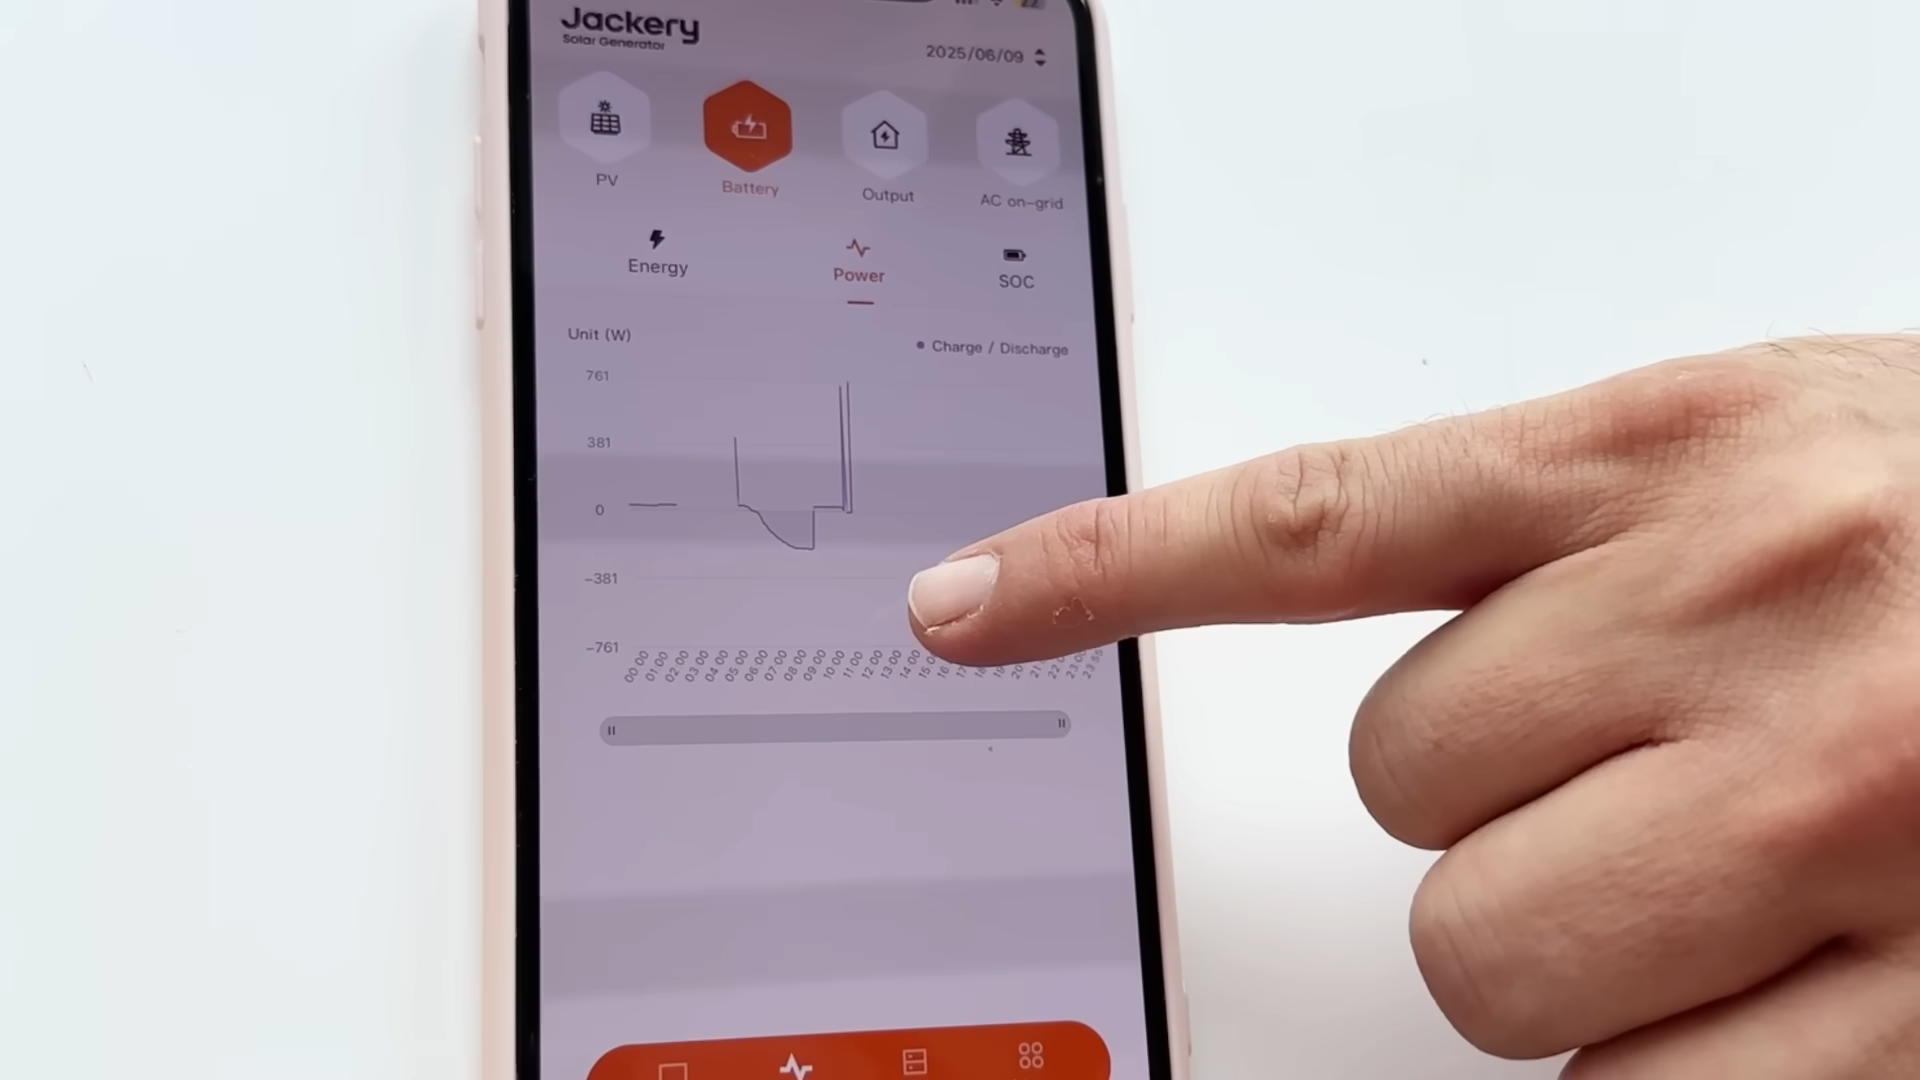 Jackery
Solar Generator
2025/06/09
PV
Battery
Output
AC on-grid
Energy
Power
SOC
Unit (W)
Charge / Discharge
761
381
0
-381
-761
00:00 01:00 02:00 03:00 04:00 05:00 06:00 07:00 08:00 09:00 10:00 11:00 12:00 13:00 14:00 23:55